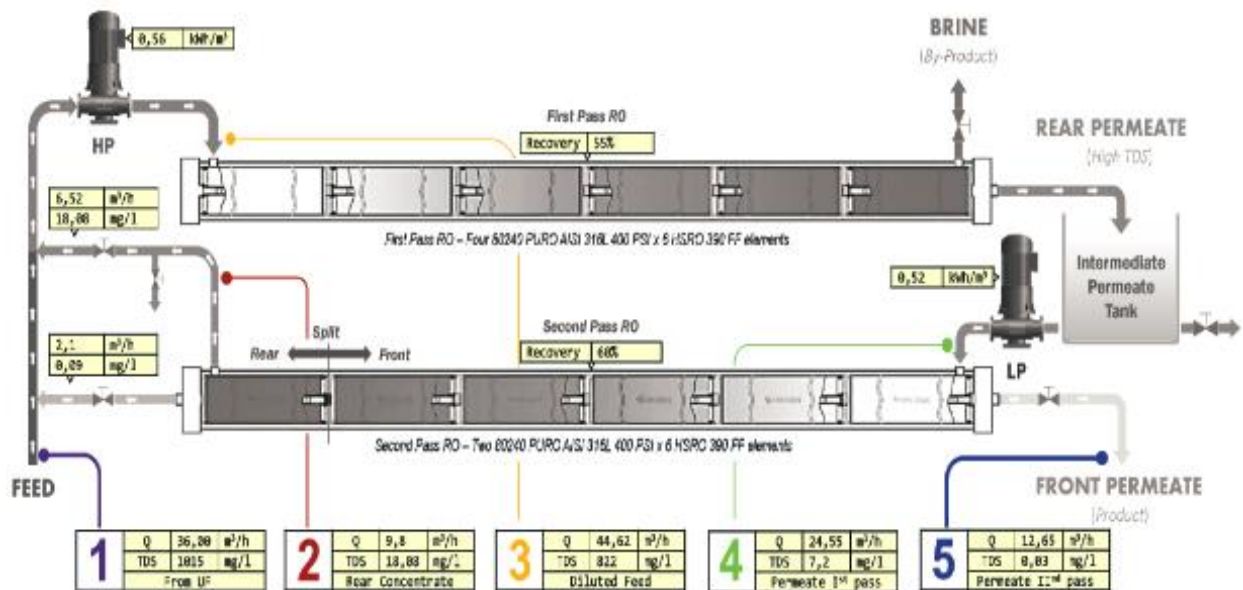 0,56 kWh/m³
BRINE
(By-Product)
HP
First Pass RO
Recovery 55%
REAR PERMEATE
(High TDS)
6,52 m³/h
18,08 mg/l
First Pass RO – Four 80240 PURO AISI 316L 400 PSI x 6 HSRO 390 FF elements
0,52 kWh/m³
Intermediate
Permeate
Tank
Split
Rear
Front
Second Pass RO
Recovery 60%
LP
2,1 m³/h
0,09 mg/l
Second Pass RO – Two 80240 PURO AISI 316L 400 PSI x 6 HSRO 390 FF elements
FEED
FRONT PERMEATE
(Product)
1
Q 36,00 m³/h
TDS 1015 mg/l
From UF
2
Q 9,8 m³/h
TDS 18,08 mg/l
Rear Concentrate
3
Q 44,62 m³/h
TDS 822 mg/l
Diluted Feed
4
Q 24,55 m³/h
TDS 7,2 mg/l
Permeate Iˢᵗ pass
5
Q 12,65 m³/h
TDS 0,03 mg/l
Permeate IIⁿᵈ pass